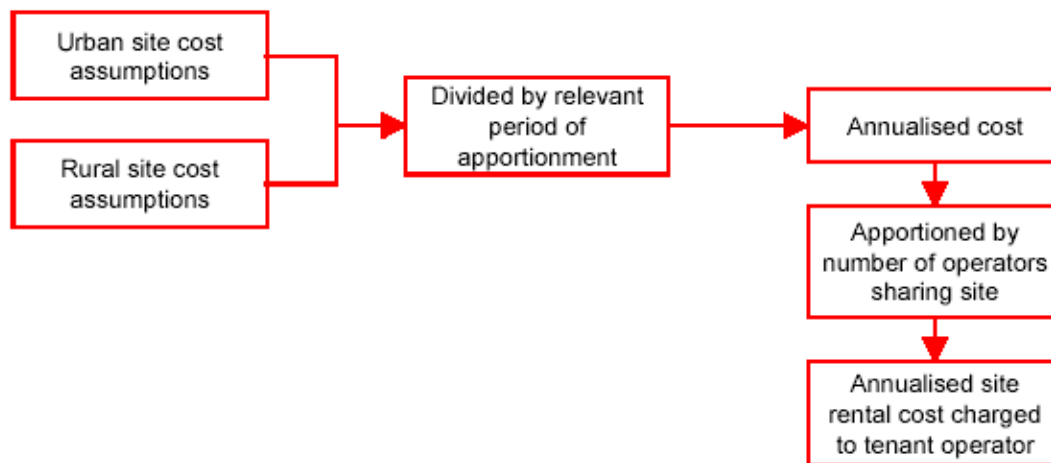 Urban site cost
assumptions
Rural site cost
assumptions
Divided by relevant
period of
apportionment
Annualised cost
Apportioned by
number of operators
sharing site
Annualised site
rental cost charged
to tenant operator